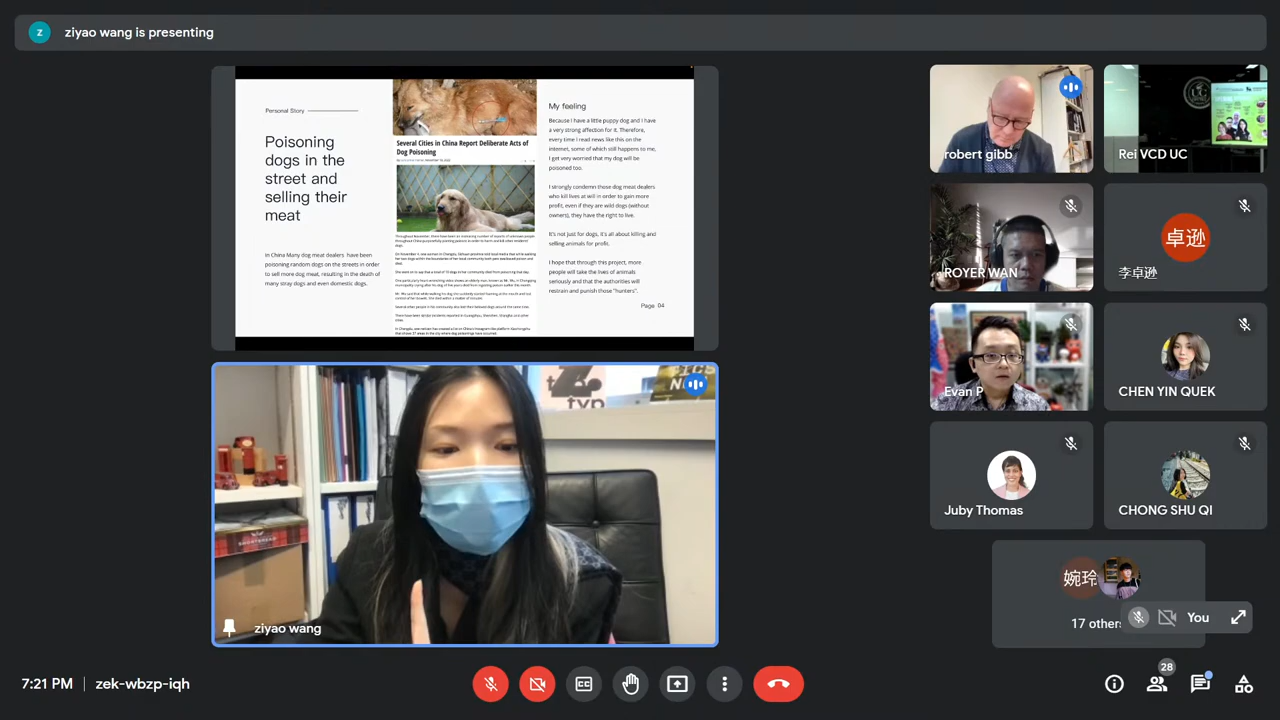 z
ziyao wang is presenting
Personal Story
Poisoning
dogs in the
street and
selling their
meat
In China Many dog meat dealers have been
poisoning random dogs on the streets in order
to sell more dog meat, resulting in the death of
many stray dogs and even domestic dogs.
Several Cities in China Report Deliberate Acts of
Dog Poisoning
My feeling
Because I have a little puppy dog and I have
a very strong affection for it. Therefore,
every time I read news like this on the
internet, some of which still happens to me,
I get very worried that my dog will be
poisoned too.
I strongly condemn those dog meat dealers
who kill lives at will in order to gain more
profit, even if they are wild dogs (without
owners), they have the right to live.
It's not just for dogs, it's all about killing and
selling animals for profit.
I hope that through this project, more
people will take the lives of animals
seriously and that the authorities will
restrain and punish those "hunters".
Page 04
ziyao wang
robert gibb
Rei VCD UC
ROYER WAN
卓逊
李卓逊
Evan P
CHEN YIN QUEK
Juby Thomas
CHONG SHU QI
婉玲
17 others
You
7:21 PM
zek-wbzp-iqh
28